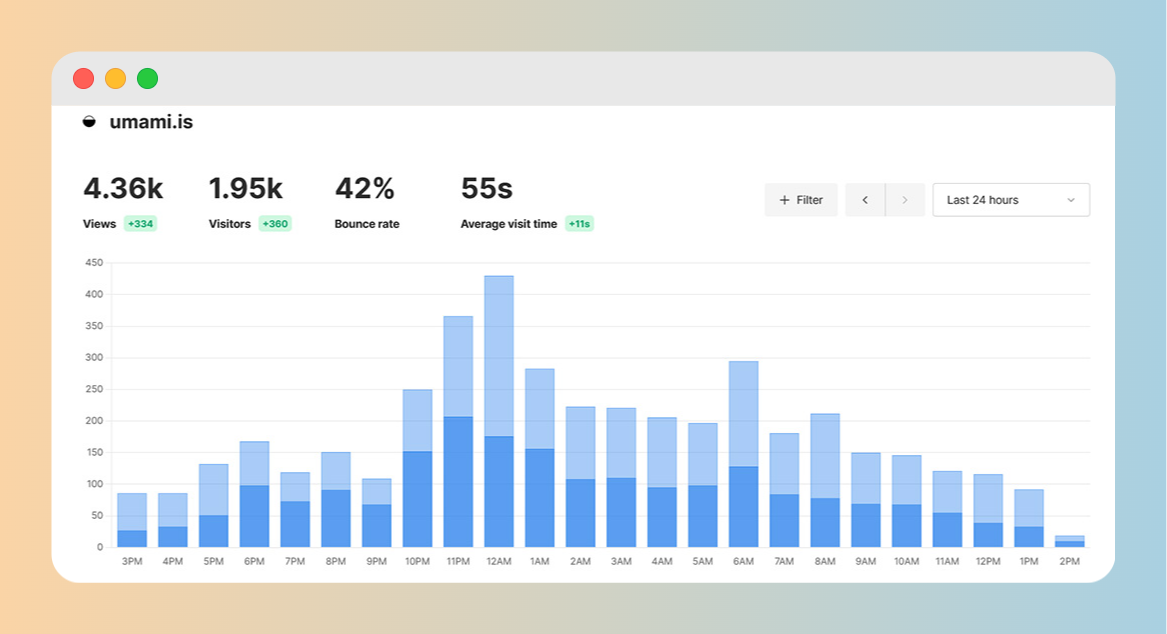 umami.is
4.36k 1.95k 42% 55s
Views +334 Visitors +360 Bounce rate Average visit time +11s
+ Filter < > Last 24 hours
450
400
350
300
250
200
150
100
50
0
3PM 4PM 5PM 6PM 7PM 8PM 9PM 10PM 11PM 12AM 1AM 2AM 3AM 4AM 5AM 6AM 7AM 8AM 9AM 10AM 11AM 12PM 1PM 2PM